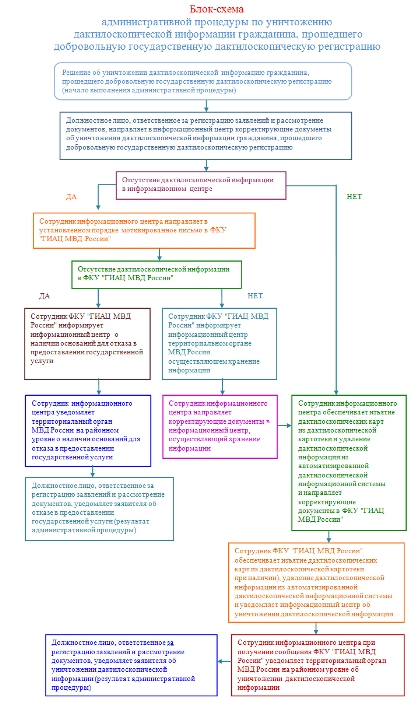 Блок-схема
административной процедуры по уничтожению
дактилоскопической информации гражданина, прошедшего
добровольную государственную дактилоскопическую регистрацию
Решение об уничтожении дактилоскопической информацию гражданина,
прошедшего добровольную государственную дактилоскопическую регистрацию
(начало выполнения административной процедуры)
Должностное лицо, ответственное за регистрацию заявлений и рассмотрение
документов, направляет в информационный центр корректирующие документы
об уничтожении дактилоскопической информации гражданина, прошедшего
добровольную государственную дактилоскопическую регистрацию
Отсутствие дактилоскопической информации
в информационном центре
ДА
НЕТ
Сотрудник информационного центра направляет в
установленном порядке мотивированное письмо в ФКУ
"ГИАЦ МВД России"
Отсутствие дактилоскопической информации
в ФКУ "ГИАЦ МВД России"
ДА
НЕТ
Сотрудник ФКУ "ГИАЦ МВД
России" информирует
информационный центр о
наличии оснований для отказа в
предоставлении государственной
услуги
Сотрудник ФКУ "ГИАЦ МВД
России" информирует
информационный центр
территориальном органе
МВД России
осуществляющем хранение
информации
Сотрудник информационного
центра уведомляет
территориальный орган
МВД России на районном
уровне о наличии оснований для
отказа в предоставлении
государственной услуги
Сотрудник информационного
центра направляет
корректирующие документы в
информационный центр,
осуществляющий хранение
информации
Сотрудник информационного
центра обеспечивает изъятие
дактилоскопических карт
из дактилоскопической
картотеки и удаление
дактилоскопической
информации из
автоматизированной
дактилоскопической
информационной системы
и направляет
корректирующие
документы в ФКУ "ГИАЦ
МВД России"
Должностное лицо, ответственное за
регистрацию заявлений и рассмотрение
документов, уведомляет заявителя об
отказе в предоставлении
государственной услуги (результат
административной процедуры)
Сотрудник ФКУ "ГИАЦ МВД России"
обеспечивает изъятие дактилоскопических
карт из дактилоскопической картотеки
при наличии), удаление дактилоскопической
информации из автоматизированной
дактилоскопической информационной системы
и уведомляет информационный центр об
уничтожении дактилоскопической информации
Должностное лицо, ответственное за
регистрацию заявлений и рассмотрение
документов, уведомляет заявителя об
уничтожении дактилоскопической
информации (результат административной
процедуры)
Сотрудник информационного центра при
получении сообщения ФКУ "ГИАЦ МВД
России" уведомляет территориальный орган
МВД России на районном уровне об
уничтожении дактилоскопической
информации